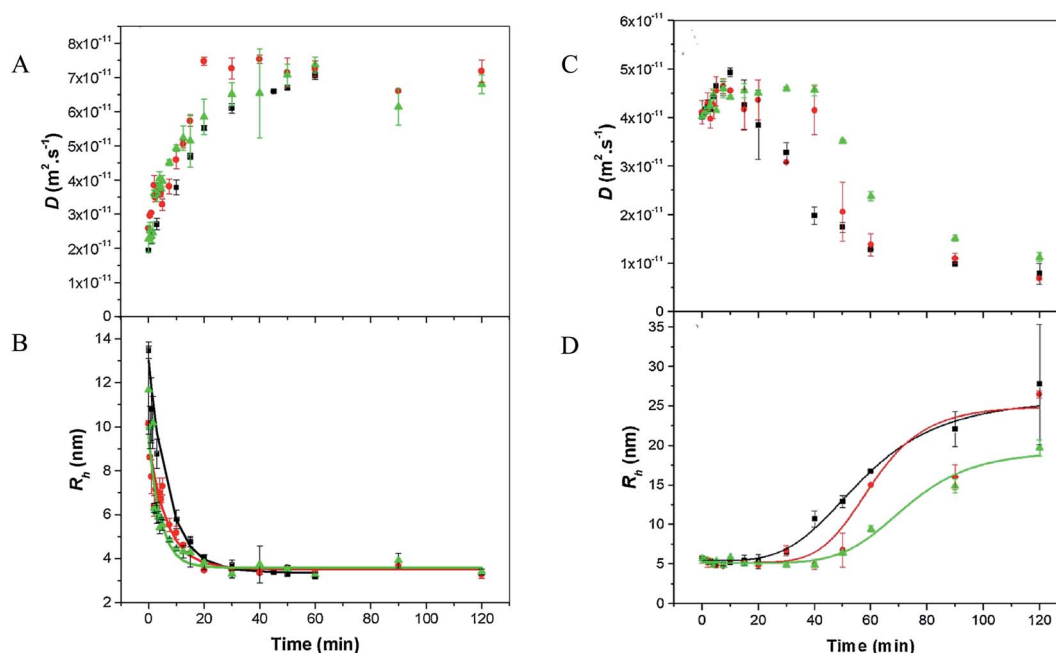 A
D (m².s⁻¹)
8x10⁻¹¹
7x10⁻¹¹
6x10⁻¹¹
5x10⁻¹¹
4x10⁻¹¹
3x10⁻¹¹
2x10⁻¹¹
1x10⁻¹¹
0
B
Rₕ (nm)
14
12
10
8
6
4
2
0 20 40 60 80 100 120
Time (min)
C
D (m².s⁻¹)
6x10⁻¹¹
5x10⁻¹¹
4x10⁻¹¹
3x10⁻¹¹
2x10⁻¹¹
1x10⁻¹¹
0
D
Rₕ (nm)
35
30
25
20
15
10
5
0
0 20 40 60 80 100 120
Time (min)